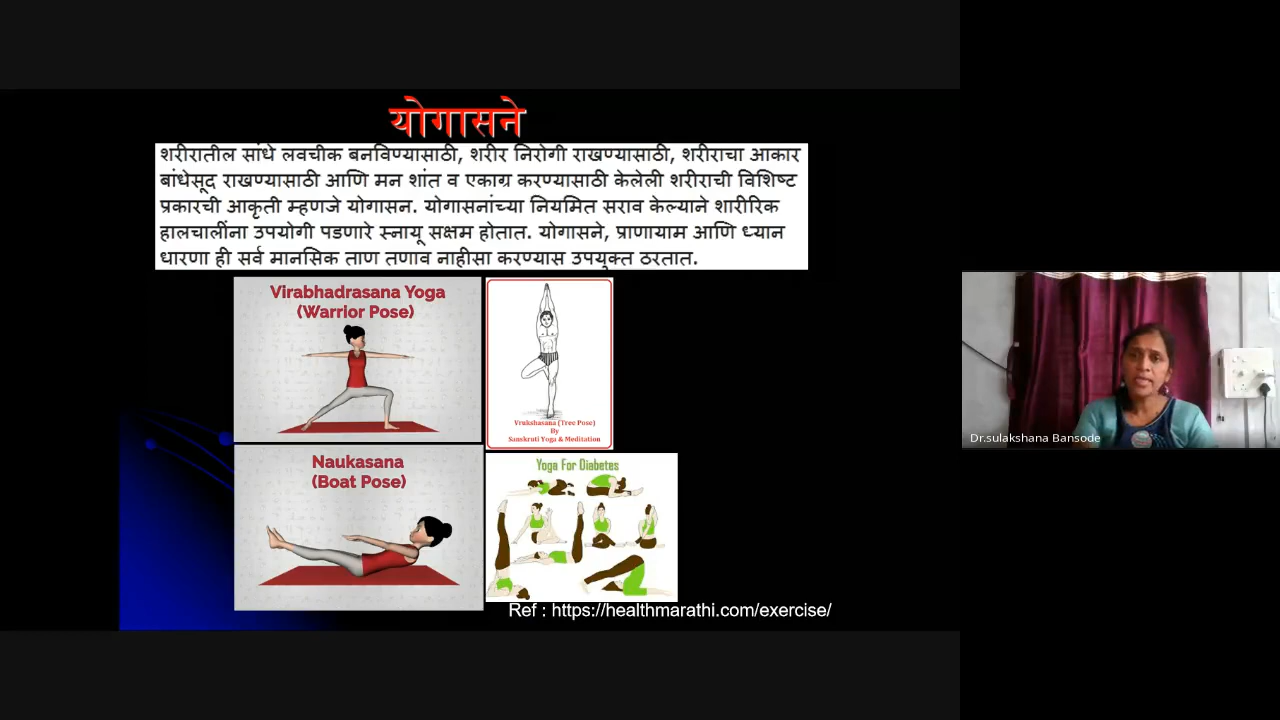 योगासने
शरीरातील सांधे लवचीक बनविण्यासाठी, शरीर निरोगी राखण्यासाठी, शरीराचा आकार
बांधेसूद राखण्यासाठी आणि मन शांत व एकाग्र करण्यासाठी केलेली शरीराची विशिष्ट
प्रकारची आकृती म्हणजे योगासन. योगासनांच्या नियमित सराव केल्याने शारीरिक
हालचालींना उपयोगी पडणारे स्नायू सक्षम होतात. योगासने, प्राणायाम आणि ध्यान
धारणा ही सर्व मानसिक ताण तणाव नाहीसा करण्यास उपयुक्त ठरतात.
Virabhadrasana Yoga
(Warrior Pose)
Vrukshasana (Tree Pose)
By
Sanskruti Yoga & Meditation
Naukasana
(Boat Pose)
Yoga For Diabetes
Ref : https://healthmarathi.com/exercise/
Dr.sulakshana Bansode